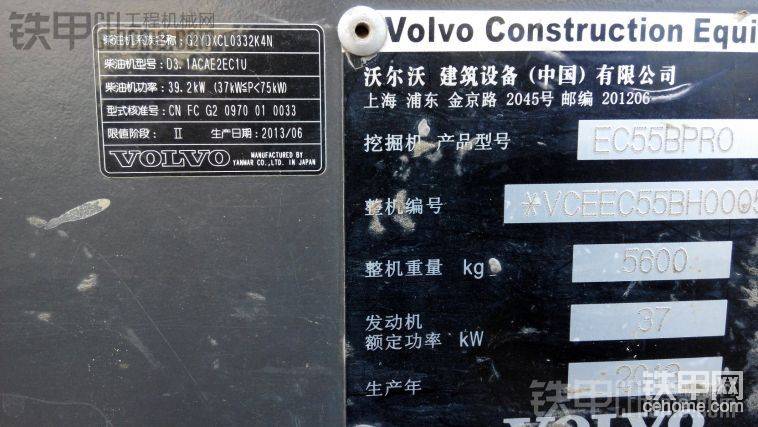 铁甲 工程机械网
柴油机系族名称: G2YDXCL0332K4N
柴油机型号: D3.1ACAE2EC1U
柴油机功率: 39.2kW (37kW≤P<75kW)
型式核准号: CN FC G2 0970 01 0033
限值阶段: Ⅱ 生产日期: 2013/06
VOLVO MANUFACTURED BY
YANMAR CO., LTD. IN JAPAN
Volvo Construction Equi
沃尔沃 建筑设备 (中国) 有限公司
上海 浦东 金京路 2045号 邮编 201206
挖掘机 产品型号 EC55BPRO
整机编号 *VCEEC55BH0005
整机重量 kg 5600
发动机
额定功率 kW 37
生产年 2013
VOLVO
铁甲网
cehome.com